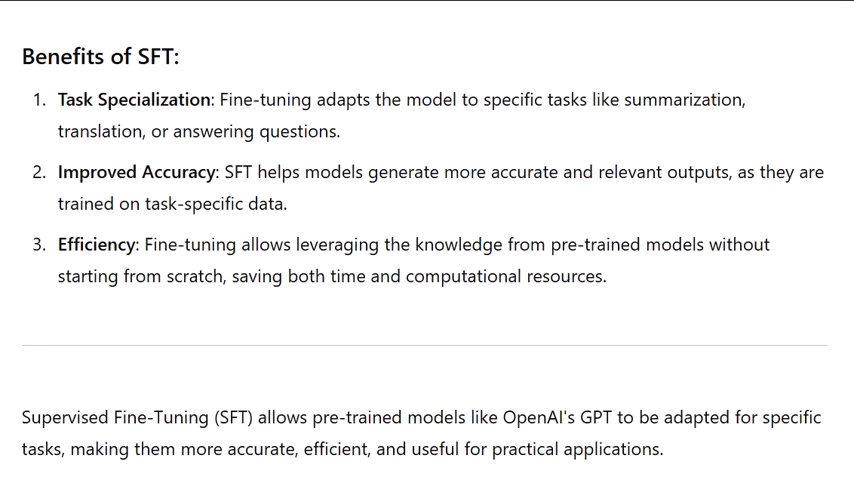 Benefits of SFT:
1. Task Specialization: Fine-tuning adapts the model to specific tasks like summarization,
translation, or answering questions.
2. Improved Accuracy: SFT helps models generate more accurate and relevant outputs, as they are
trained on task-specific data.
3. Efficiency: Fine-tuning allows leveraging the knowledge from pre-trained models without
starting from scratch, saving both time and computational resources.
Supervised Fine-Tuning (SFT) allows pre-trained models like OpenAI's GPT to be adapted for specific
tasks, making them more accurate, efficient, and useful for practical applications.